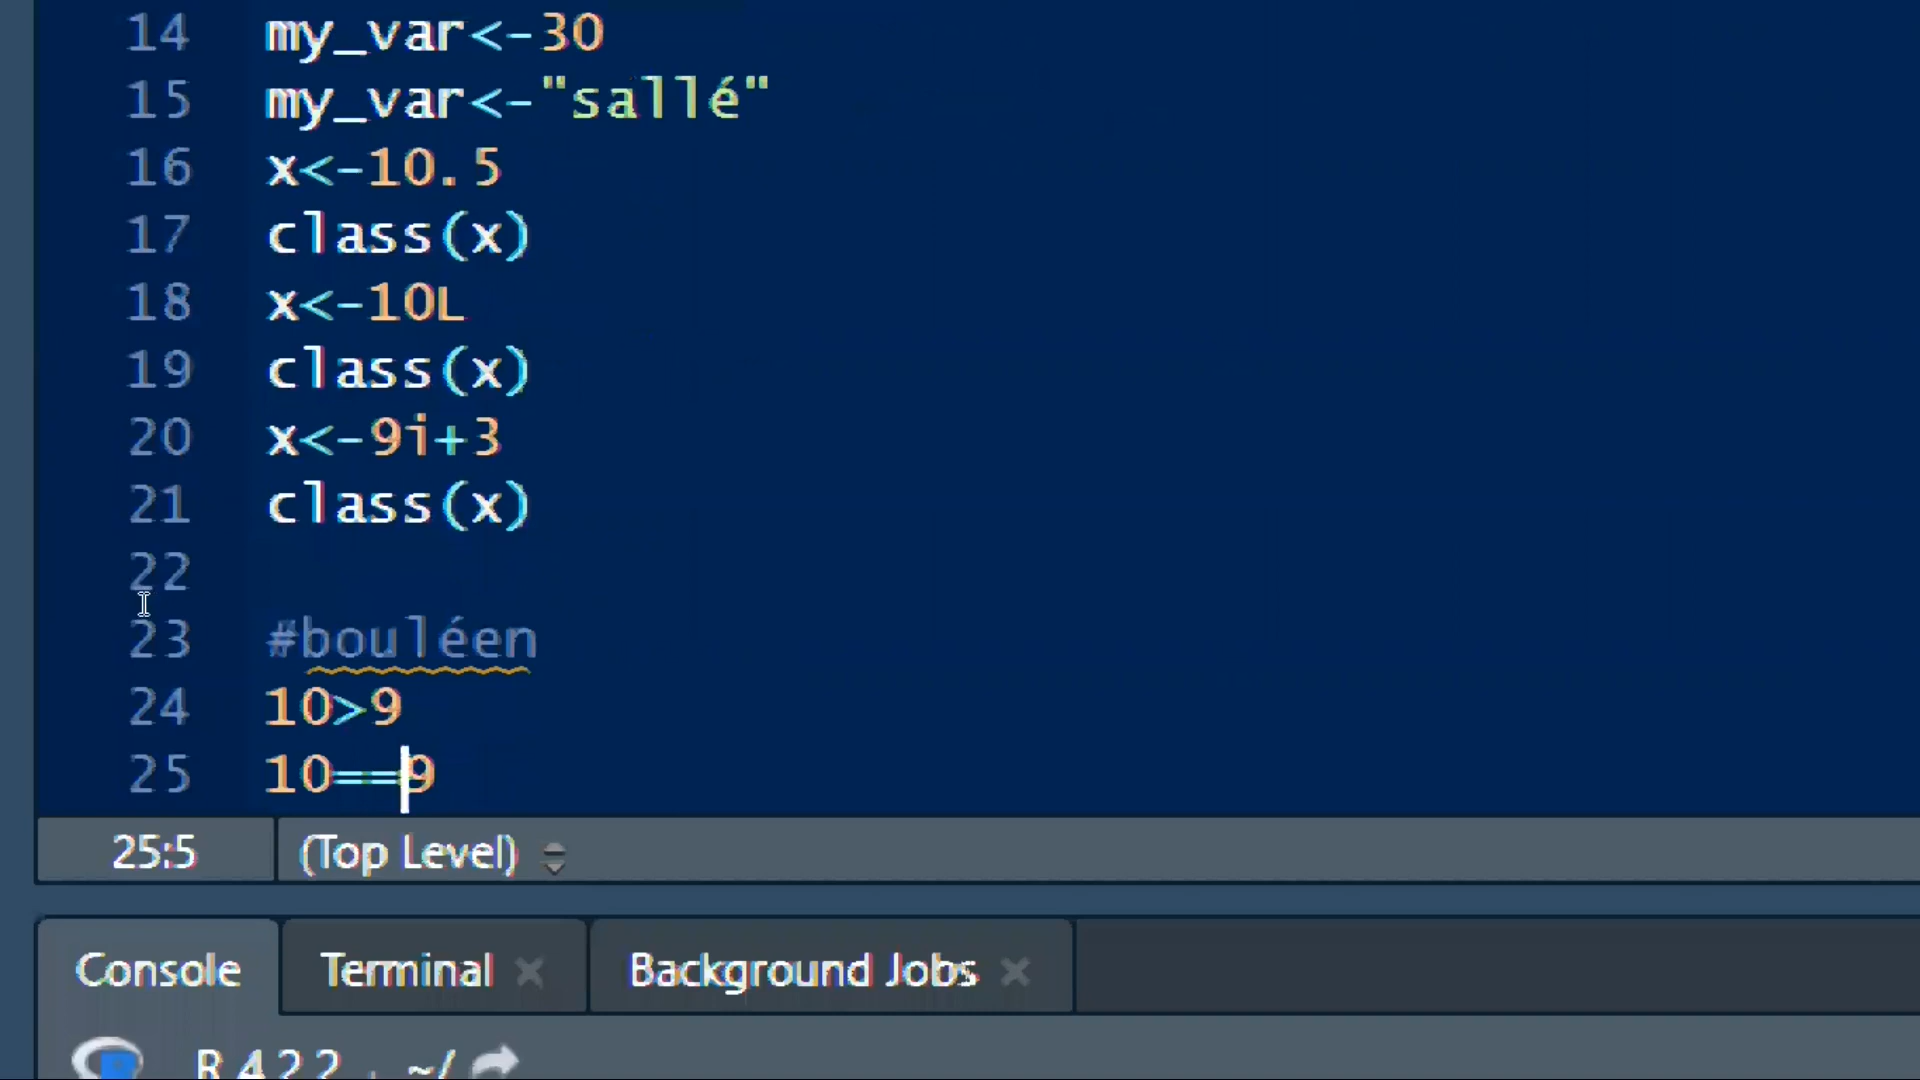 14 my_var<-30
15 my_var<-"sallé"
16 x<-10.5
17 class(x)
18 x<-10L
19 class(x)
20 x<-9i+3
21 class(x)
22
23 #bouléen
24 10>9
25 10==9
25:5 (Top Level)
Console Terminal Background Jobs
R 4.2.2 . ~/